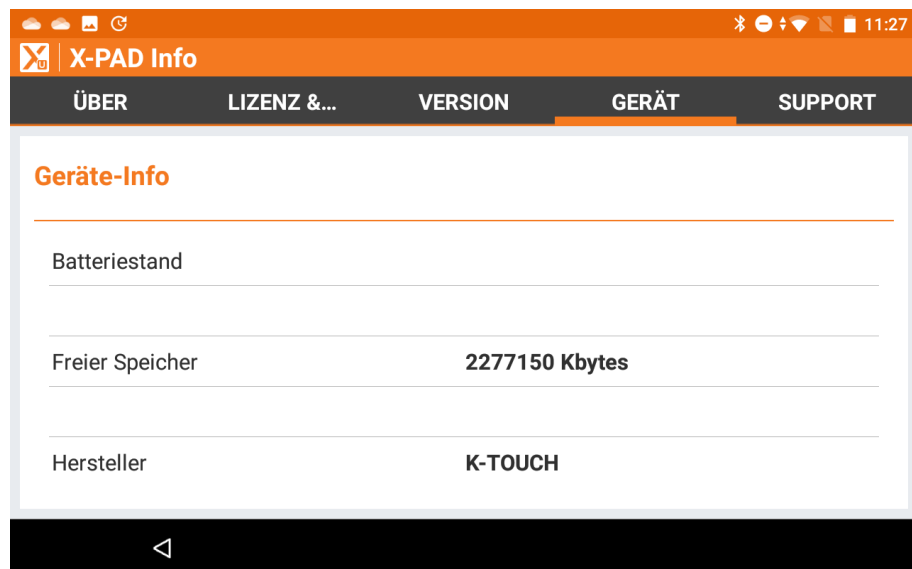 11:27
X-PAD Info
ÜBER LIZENZ &... VERSION GERÄT SUPPORT
Geräte-Info
Batteriestand
Freier Speicher 2277150 Kbytes
Hersteller K-TOUCH